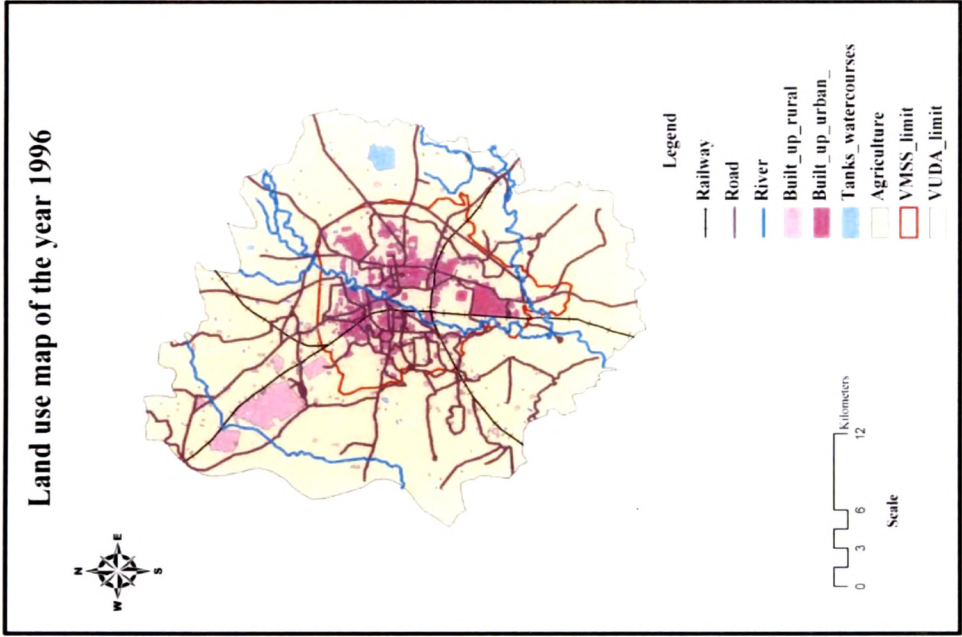 Land use map of the year 1996
N
W
E
S
Legend
Railway
Road
River
Built_up_rural
Built_up_urban_
Tanks_watercourses
Agriculture
VMSS_limit
VUDA_limit
0 3 6 12
Kilometers
Scale